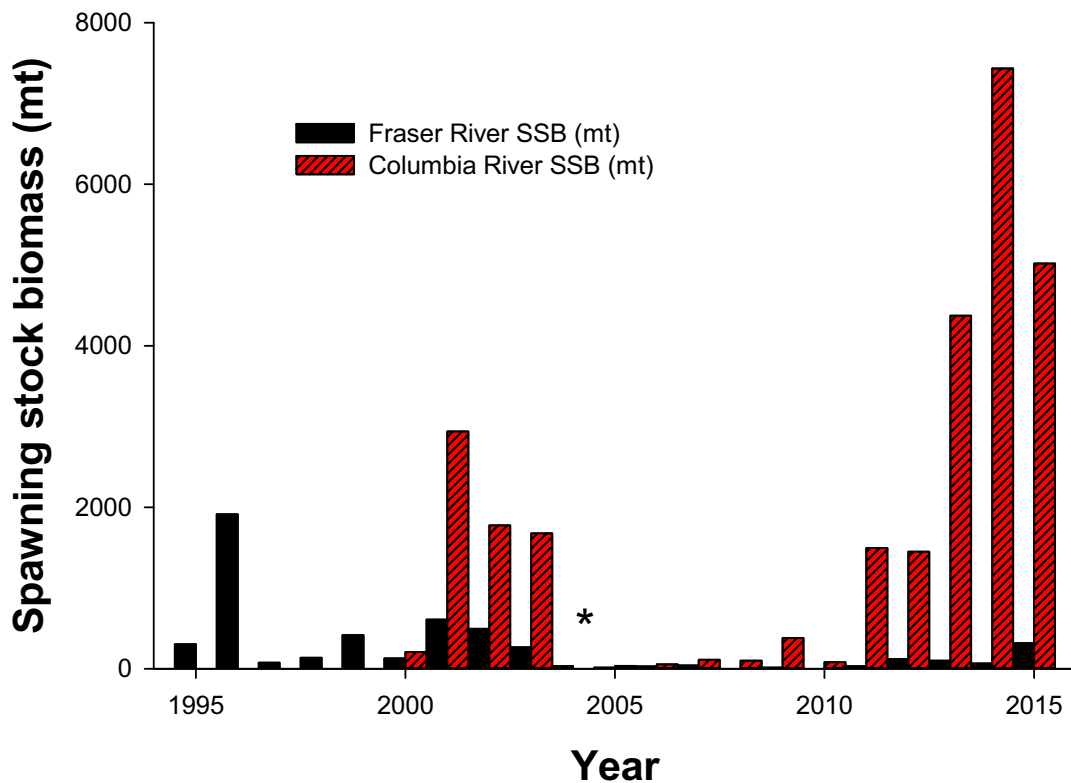 Spawning stock biomass (mt)
8000
6000
4000
2000
0
Fraser River SSB (mt)
Columbia River SSB (mt)
*
1995 2000 2005 2010 2015
Year